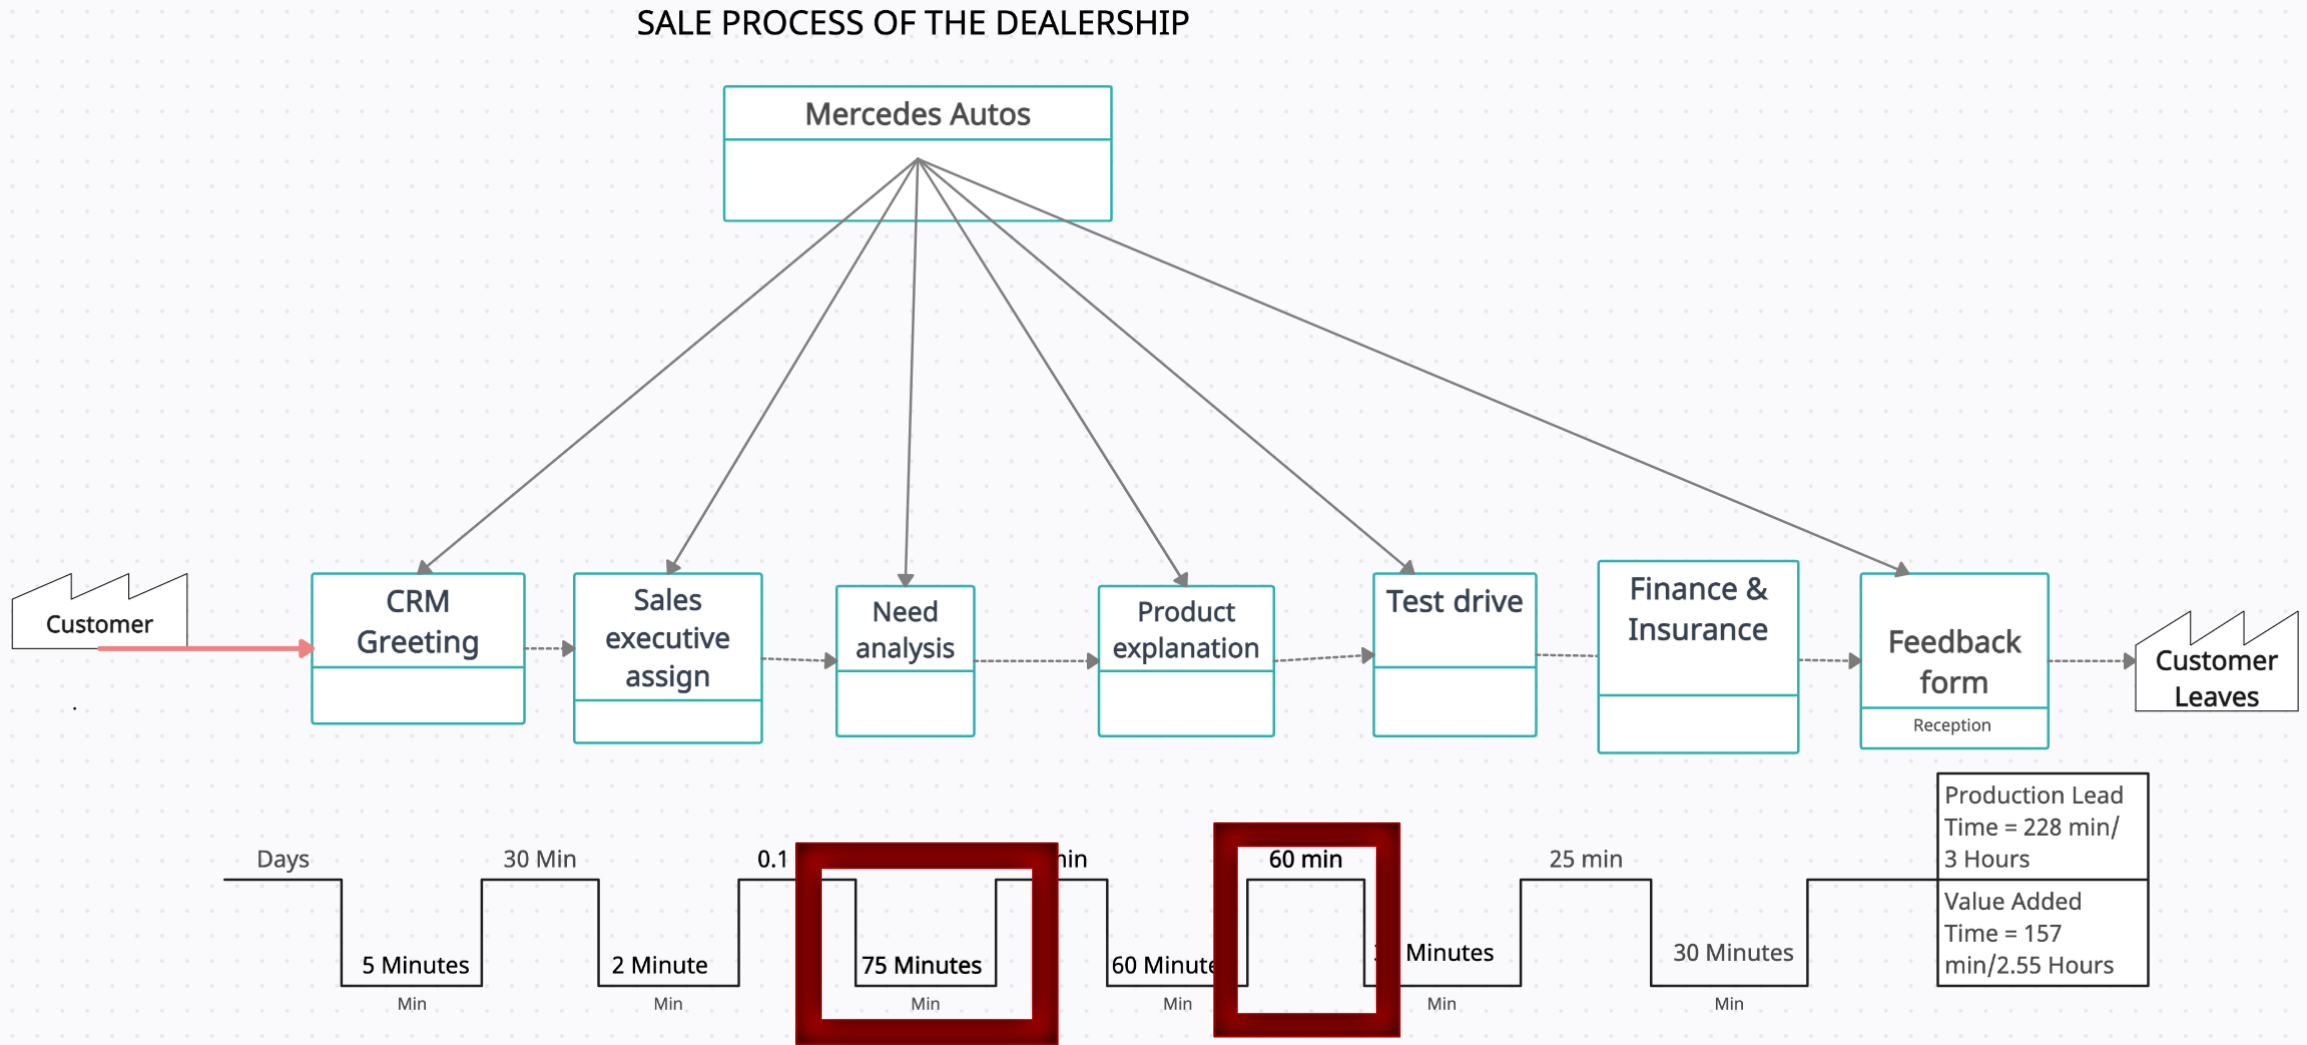 SALE PROCESS OF THE DEALERSHIP
Mercedes Autos
Customer
CRM
Greeting
Sales
executive
assign
Need
analysis
Product
explanation
Test drive
Finance &
Insurance
Feedback
form
Reception
Customer
Leaves
Days
30 Min
0.1
60 min
25 min
5 Minutes
2 Minute
75 Minutes
60 Minute
Minutes
30 Minutes
Min
Min
Min
Min
Min
Min
Production Lead
Time = 228 min/
3 Hours
Value Added
Time = 157
min/2.55 Hours